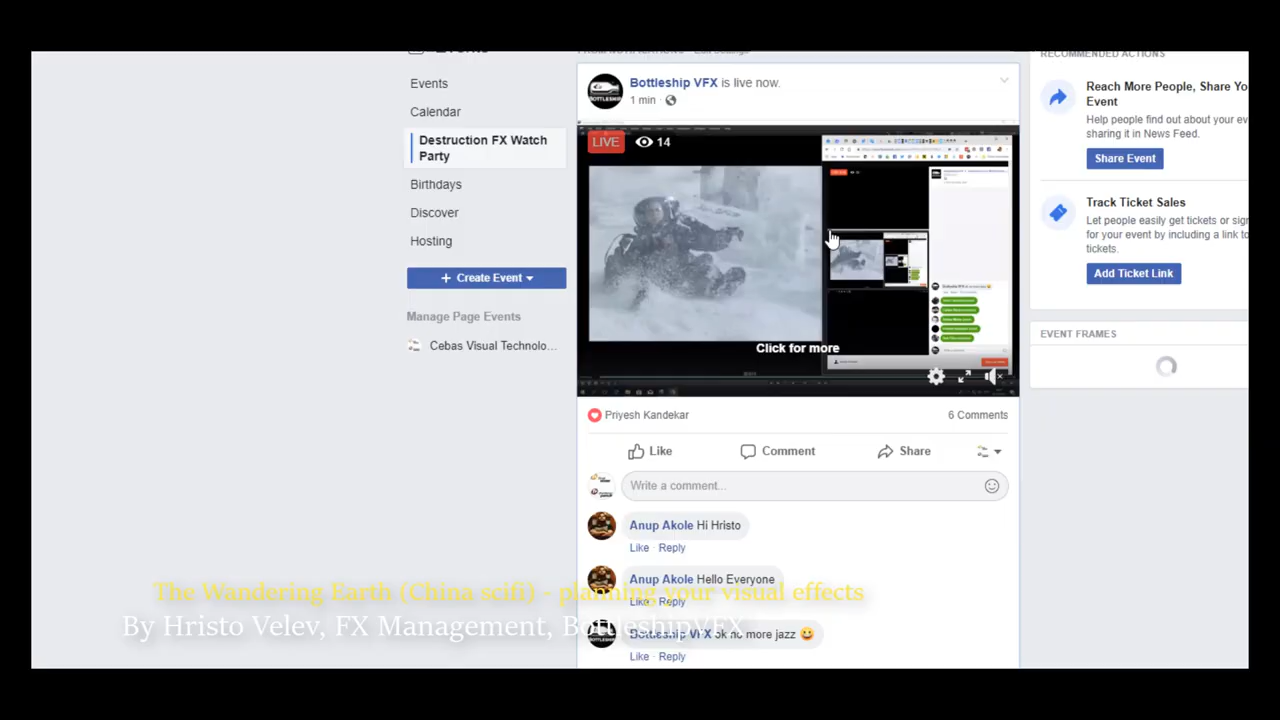 Events
Calendar
Destruction FX Watch
Party
Birthdays
Discover
Hosting
+ Create Event
Manage Page Events
Cebas Visual Technolo...
Bottleship VFX is live now.
1 min
LIVE 14
Click for more
Priyesh Kandekar
6 Comments
Like
Comment
Share
Write a comment...
Anup Akole Hi Hristo
Like · Reply
Anup Akole Hello Everyone
Like · Reply
Bottleship VFX ok no more jazz
Like · Reply
RECOMMENDED ACTIONS
Reach More People, Share Yo
Event
Help people find out about your ev
sharing it in News Feed.
Share Event
Track Ticket Sales
Let people easily get tickets or sign
for your event by including a link to
tickets.
Add Ticket Link
EVENT FRAMES
The Wandering Earth (China scifi) - planning your visual effects
By Hristo Velev, FX Management, BottleshipVFX